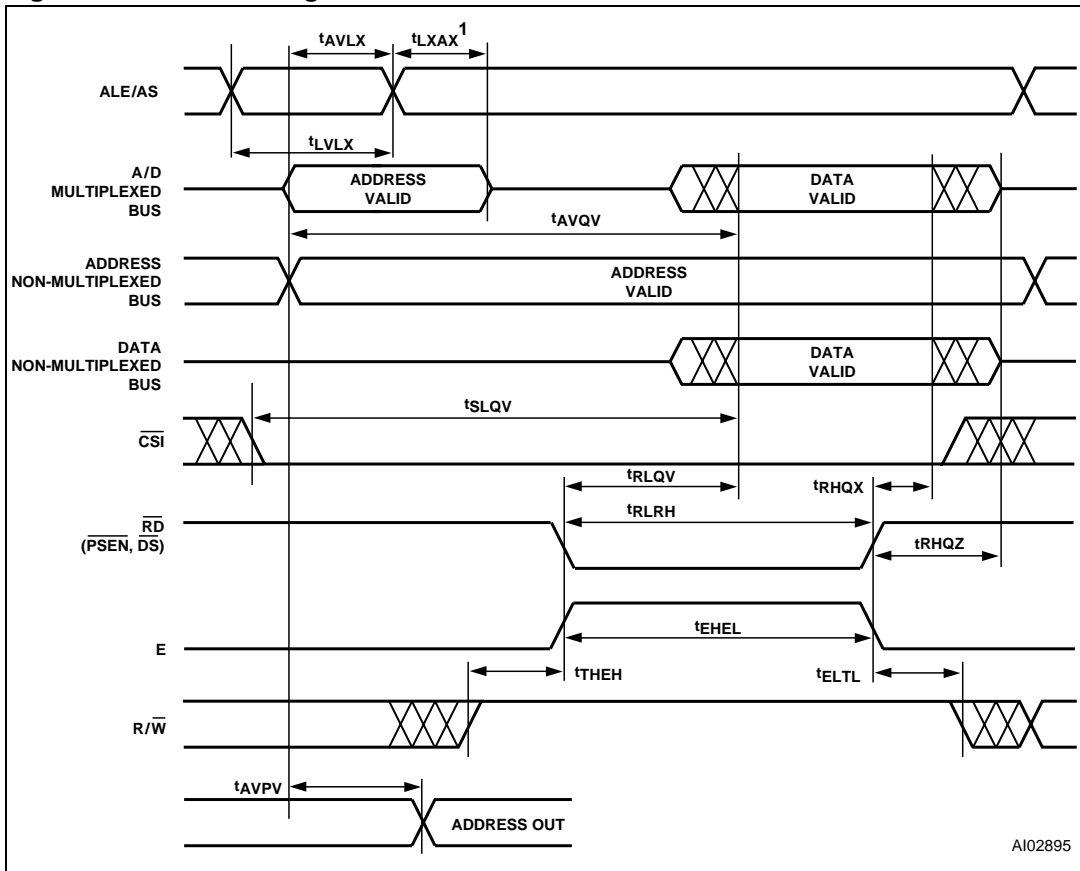 tAVLX
tLXAX1
ALE/AS
tLVLX
A/D
MULTIPLEXED
BUS
ADDRESS
VALID
DATA
VALID
tAVQV
ADDRESS
NON-MULTIPLEXED
BUS
ADDRESS
VALID
DATA
NON-MULTIPLEXED
BUS
DATA
VALID
tSLQV
CSI
tRLQV
tRHQX
tRLRH
RD
(PSEN, DS)
tRHQZ
tEHEL
E
tTHEH
tELTL
R/W
tAVPV
ADDRESS OUT
AI02895